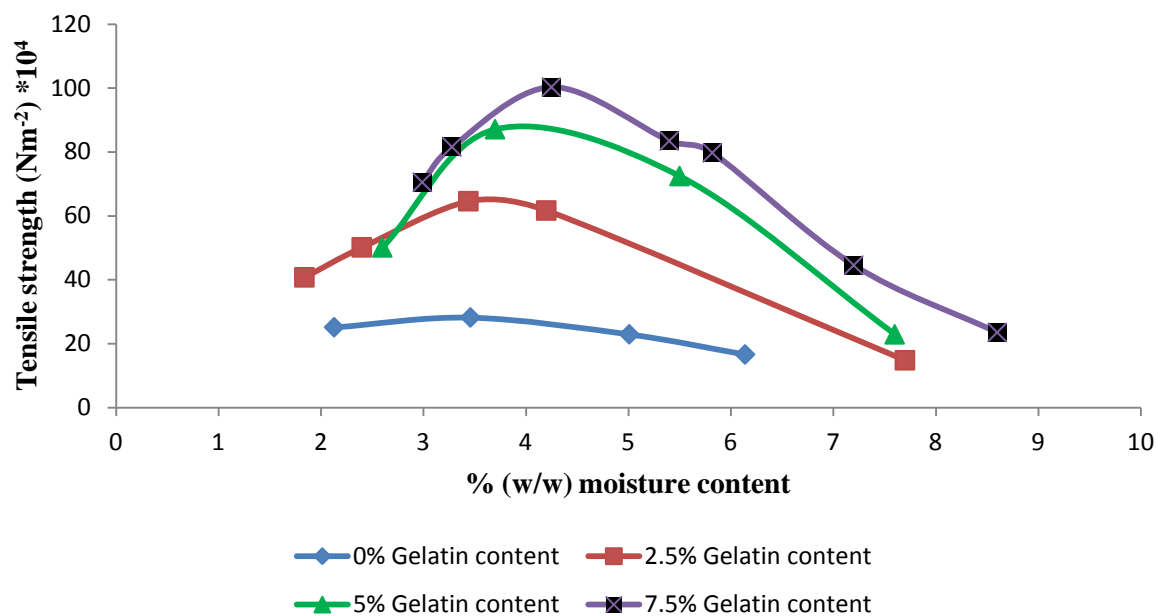 Tensile strength (Nm-2) *10⁴
120
100
80
60
40
20
0
0 1 2 3 4 5 6 7 8 9 10
% (w/w) moisture content
0% Gelatin content 2.5% Gelatin content
5% Gelatin content 7.5% Gelatin content